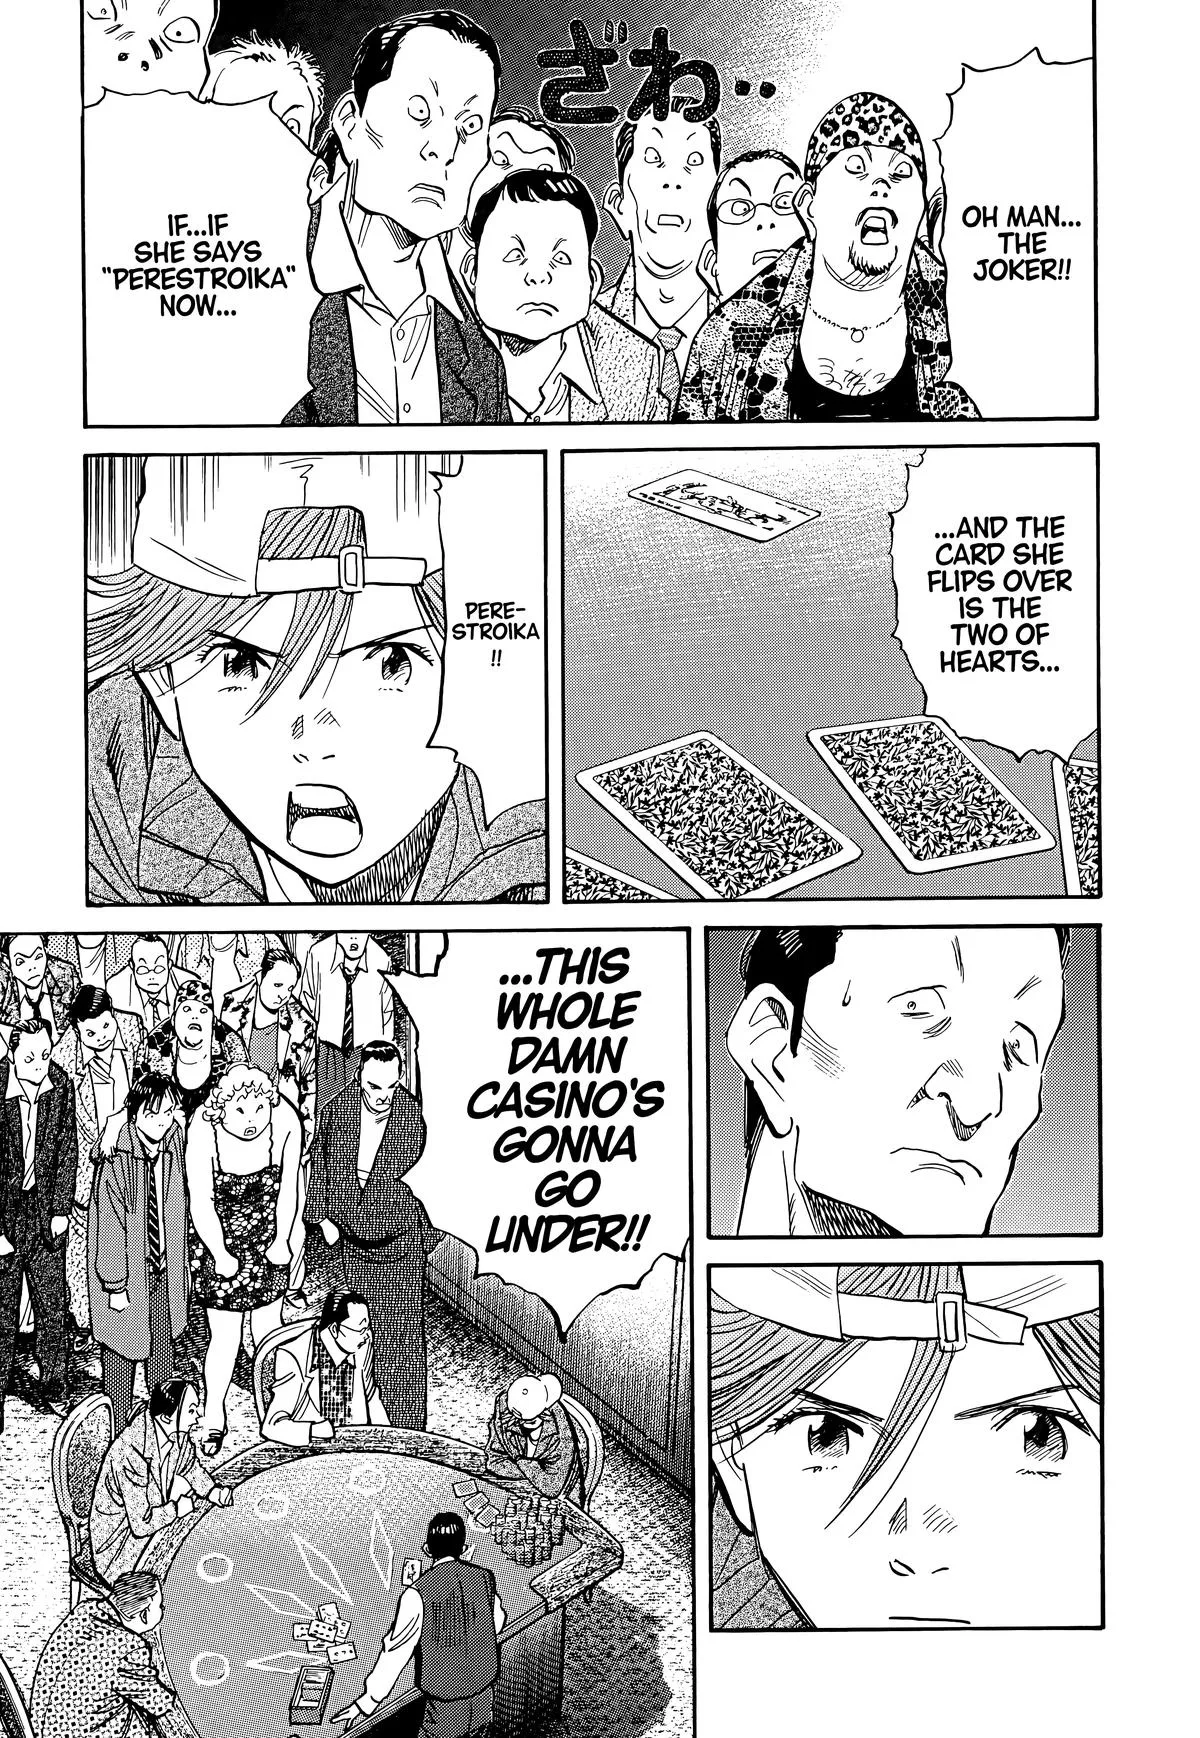 OH MAN...
THE
JOKER!!
ざわ‥
IF...IF
SHE SAYS
"PERESTROIKA"
NOW...
...AND THE
CARD SHE
FLIPS OVER
IS THE
TWO OF
HEARTS...
PERE-
STROIKA
!!
...THIS
WHOLE
DAMN
CASINO'S
GONNA
GO
UNDER!!